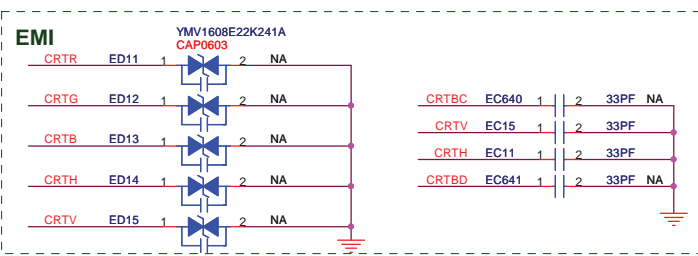 EMI
YMV1608E22K241A
CAP0603
CRTR ED11 1 2 NA
CRTG ED12 1 2 NA
CRTB ED13 1 2 NA
CRTH ED14 1 2 NA
CRTV ED15 1 2 NA
CRTBC EC640 1 2 33PF NA
CRTV EC15 1 2 33PF
CRTH EC11 1 2 33PF
CRTBD EC641 1 2 33PF NA